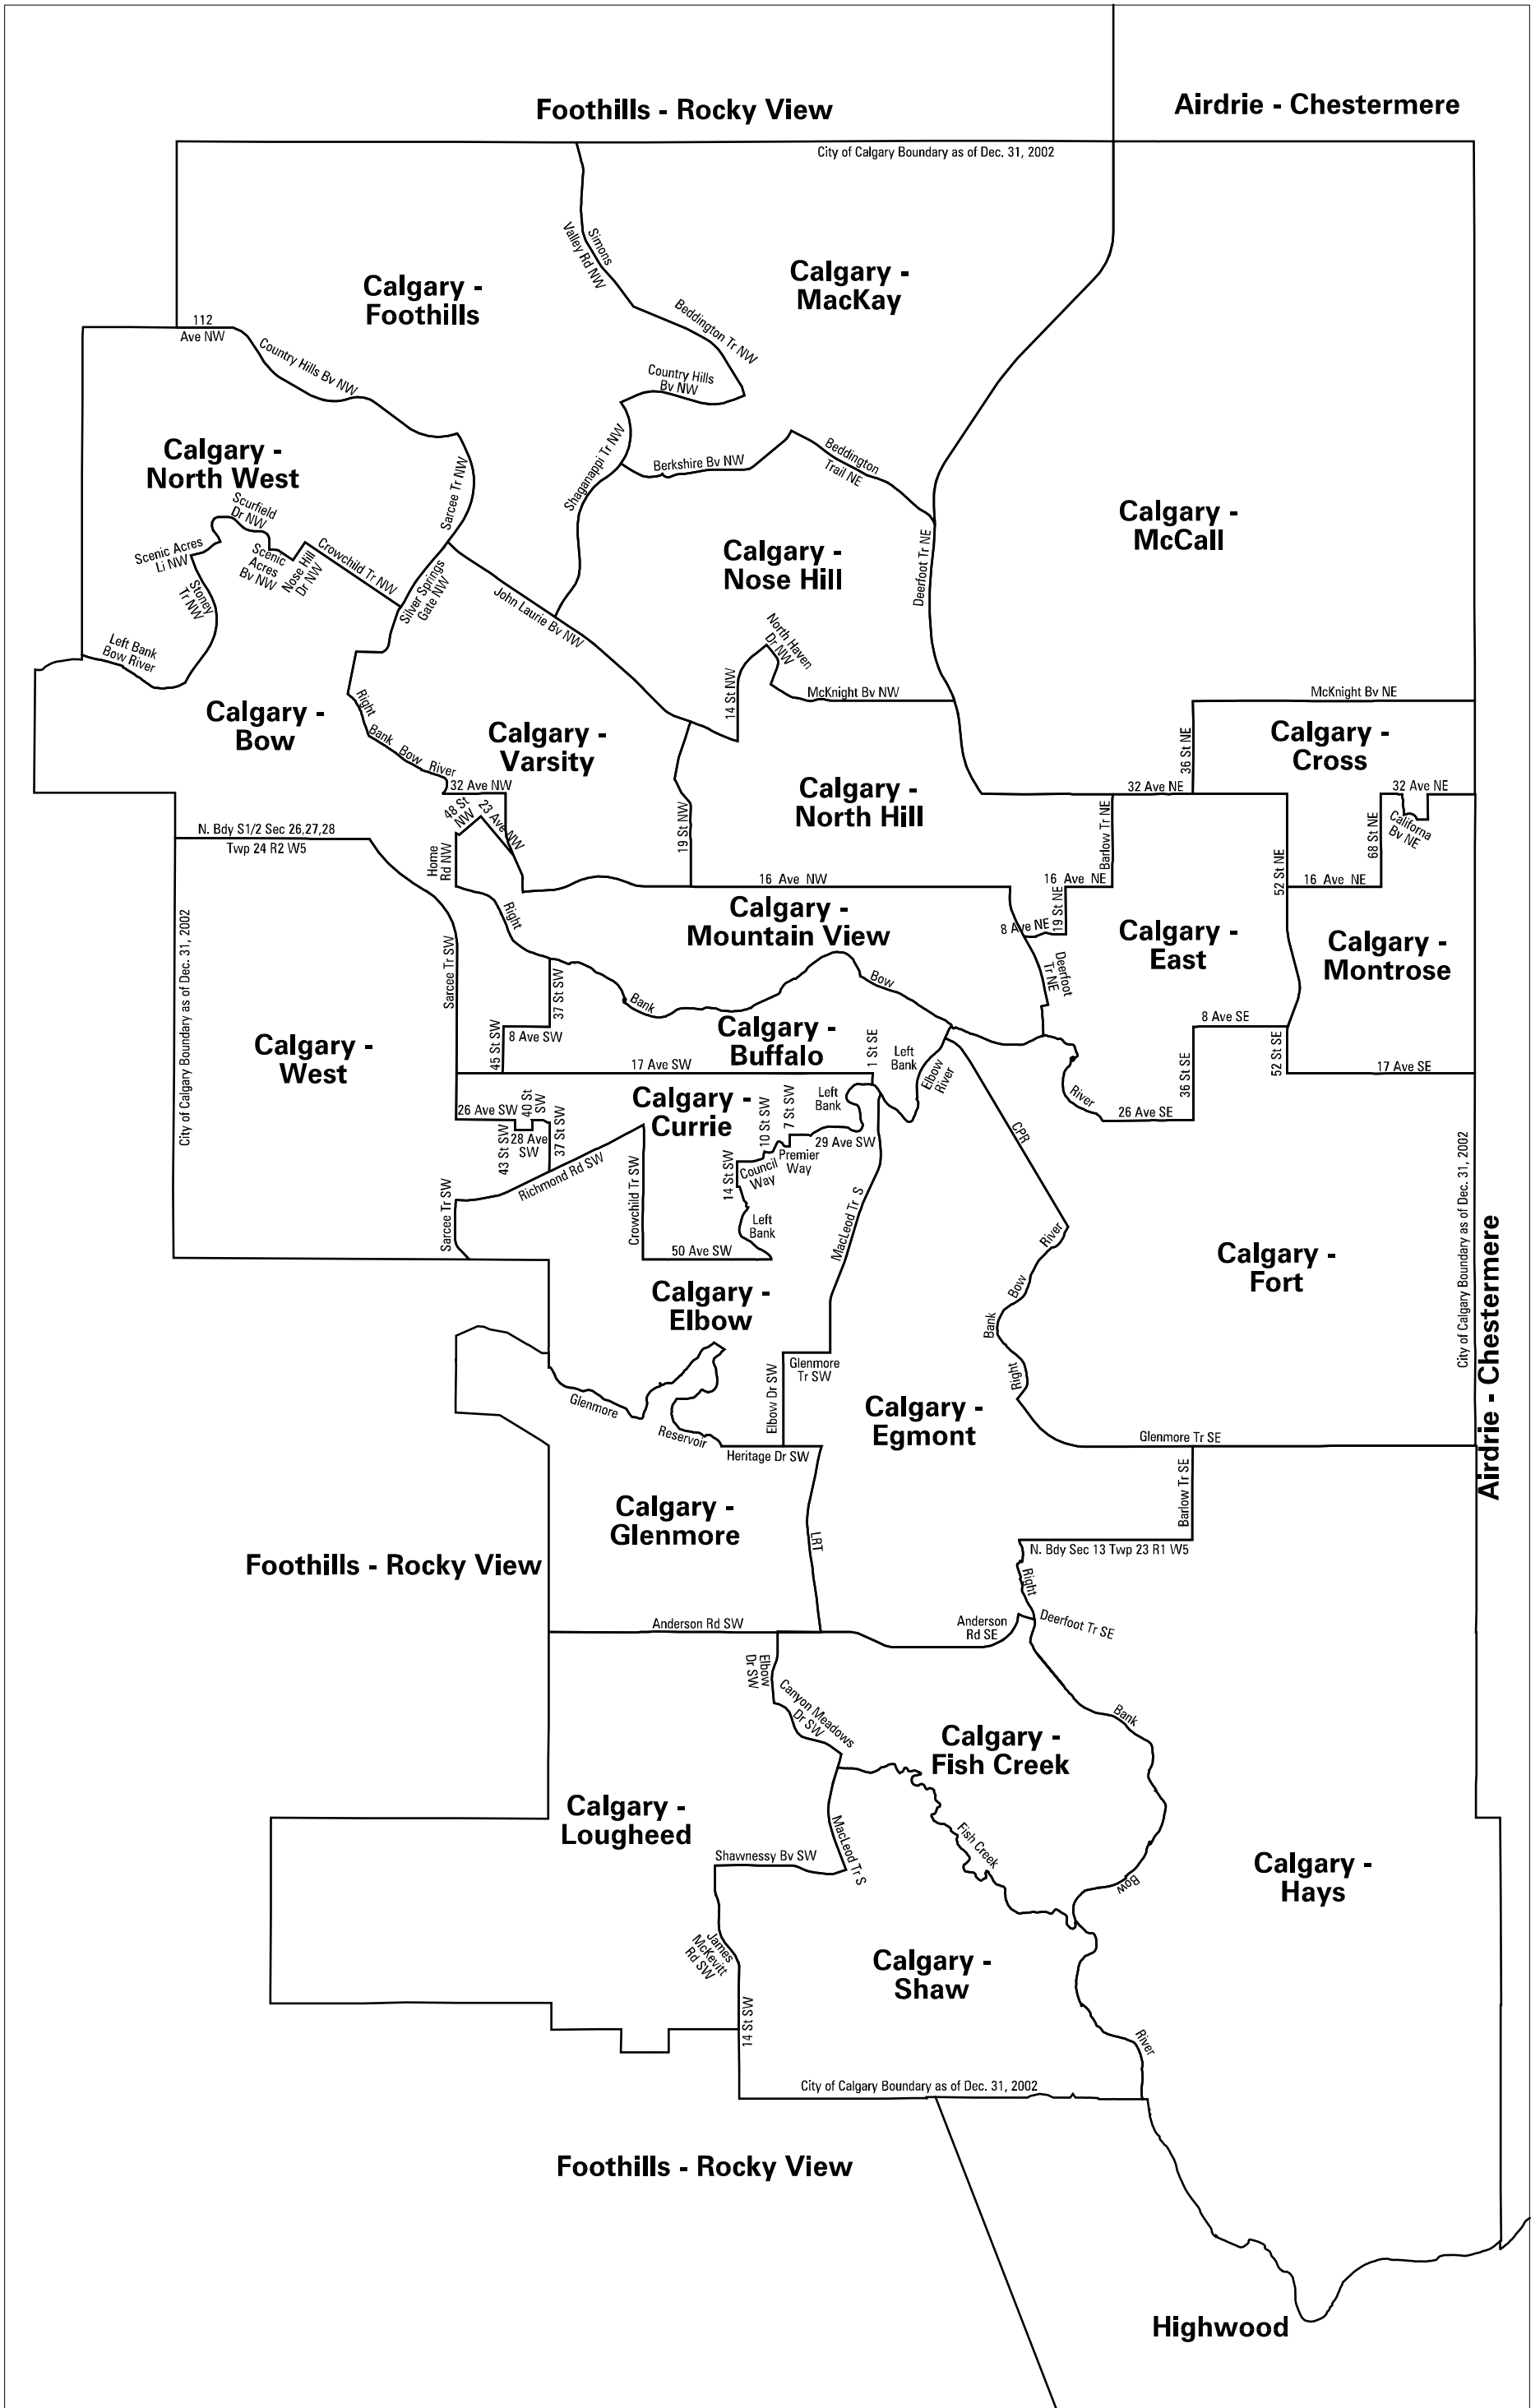 Foothills - Rocky View
Airdrie - Chestermere
City of Calgary Boundary as of Dec. 31, 2002
Simons
Valley Rd NW
Calgary -
MacKay
Calgary -
Foothills
Beddington Tr NW
112
Ave NW
Country Hills Bv NW
Country Hills
Bv NW
Calgary -
North West
Sarcee Tr NW
Shaganappi Tr NW
Berkshire Bv NW
Beddington
Trail NE
Calgary -
McCall
Scurfield
Dr NW
Scenic Acres
Li NW
Scenic
Acres
Bv NW
Nose Hill
Dr NW
Crowchild Tr NW
Stoney
Tr NW
Silver Springs
Gate NW
John Laurie Bv NW
Calgary -
Nose Hill
Deerfoot Tr NE
North Haven
Dr NW
Left Bank
Bow River
14 St NW
McKnight Bv NW
McKnight Bv NE
Calgary -
Bow
Right
Bank
Bow
River
Calgary -
Varsity
36 St NE
Calgary -
Cross
32 Ave NW
Calgary -
North Hill
32 Ave NE
32 Ave NE
48 St
NW
23 Ave NW
19 St NW
Barlow Tr NE
68 St NE
Californa
Bv NE
N. Bdy S1/2 Sec 26,27,28
Twp 24 R2 W5
Home
Rd NW
16 Ave NW
16 Ave NE
52 St NE
16 Ave NE
Right
Calgary -
Mountain View
19 St NE
8 Ave NE
Calgary -
East
Calgary -
Montrose
City of Calgary Boundary as of Dec. 31, 2002
Sarcee Tr SW
37 St SW
Bank
Bow
Deerfoot
Tr NE
8 Ave SE
45 St SW
8 Ave SW
Calgary -
Buffalo
1 St SE
Left
Bank
Elbow
River
Calgary -
West
17 Ave SW
36 St SE
52 St SE
17 Ave SE
River
26 Ave SE
26 Ave SW
40 St
SW
Calgary -
Currie
Left
Bank
10 St SW
7 St SW
29 Ave SW
CPR
43 St SW
28 Ave
SW
37 St SW
Premier
Way
Council
Way
14 St SW
City of Calgary Boundary as of Dec. 31, 2002
Richmond Rd SW
Crowchild Tr SW
Sarcee Tr SW
Left
Bank
MacLeod Tr S
River
50 Ave SW
Calgary -
Elbow
Bow
Calgary -
Fort
Airdrie - Chestermere
Bank
Glenmore
Tr SW
Right
Elbow Dr SW
Glenmore
Reservoir
Calgary -
Egmont
Glenmore Tr SE
Heritage Dr SW
Barlow Tr SE
Calgary -
Glenmore
LRT
N. Bdy Sec 13 Twp 23 R1 W5
Foothills - Rocky View
Right
Anderson Rd SW
Anderson
Rd SE
Deerfoot Tr SE
Elbow
Dr SW
Canyon Meadows
Dr SW
Bank
Calgary -
Fish Creek
Calgary -
Lougheed
MacLeod Tr S
Fish Creek
Shawnessy Bv SW
Calgary -
Hays
Bow
James
McKevitt
Rd SW
Calgary -
Shaw
14 St SW
River
City of Calgary Boundary as of Dec. 31, 2002
Foothills - Rocky View
Highwood